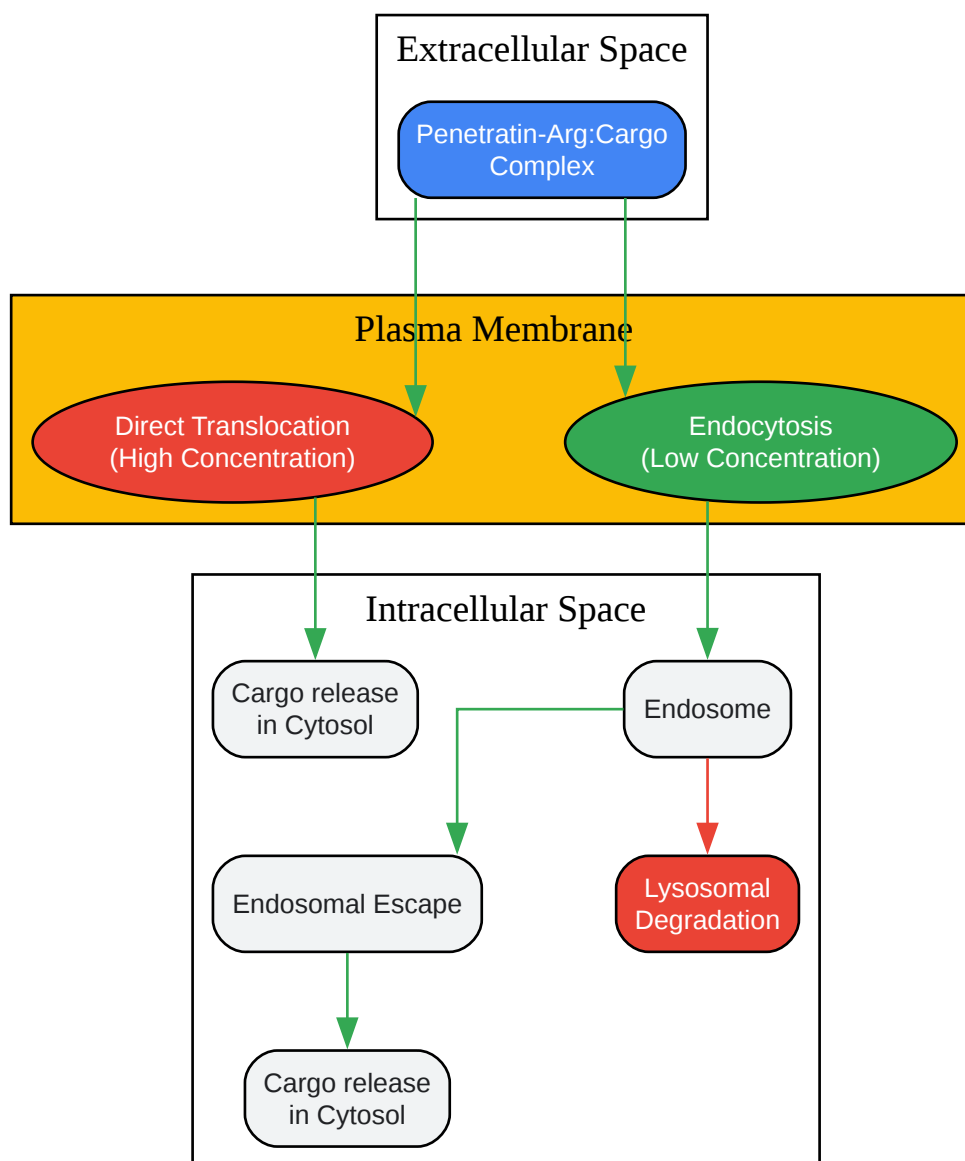 Extracellular Space
Penetratin-Arg:Cargo
Complex
Plasma Membrane
Direct Translocation
(High Concentration)
Endocytosis
(Low Concentration)
Intracellular Space
Cargo release
in Cytosol
Endosome
Endosomal Escape
Lysosomal
Degradation
Cargo release
in Cytosol